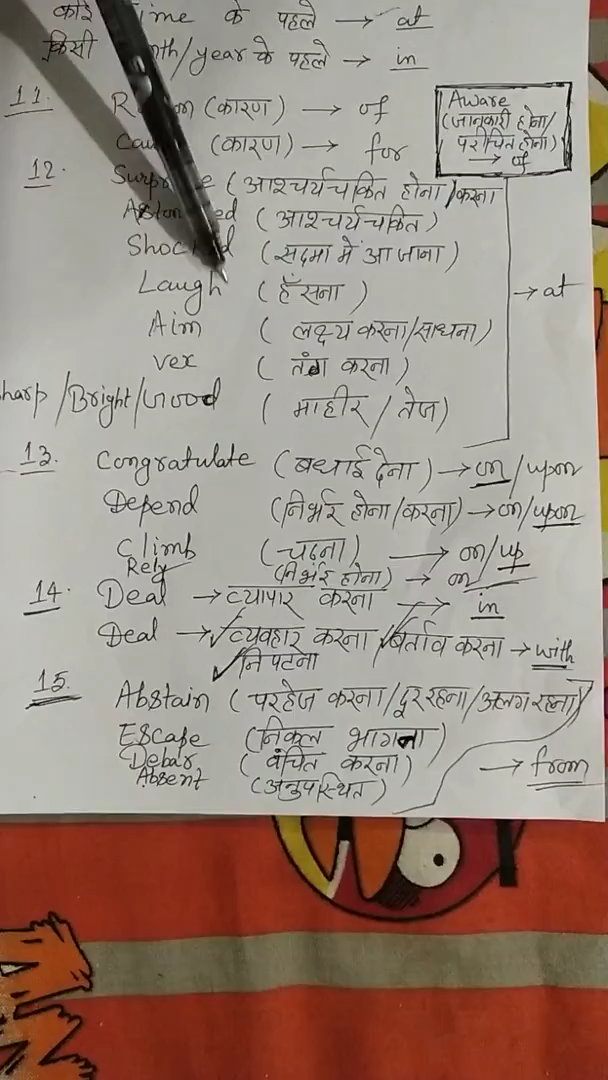 कोई Time के पहले → at
किसी /year के पहले → in
11. (कारण) → of
(कारण) → for
Aware
(जानकारी होना/
परीचित होना)
→ of
12. (आश्चर्यचकित होना/करना
(आश्चर्यचकित)
(सदमा में आ जाना)
Laugh (हँसना)
→ at
Aim (लक्ष्य करना/साधना)
vex (तंग करना)
harp/Bright/Good (माहीर/तेज)
13. Congratulate (बधाई देना) → on/upon
Depend (निर्भर होना/करना) → on/upon
Climb (चढना) → on/up
Rely (निर्भर होना) → on
14. Deal → व्यापार करना → in
Deal → व्यवहार करना/बर्ताव करना → with
निपटना
15. Abstain (परहेज करना/दूर रहना/अलग रहना)
Escape (निकल भागना)
Debar (वंचित करना)
→ from
Absent (अनुपस्थित)